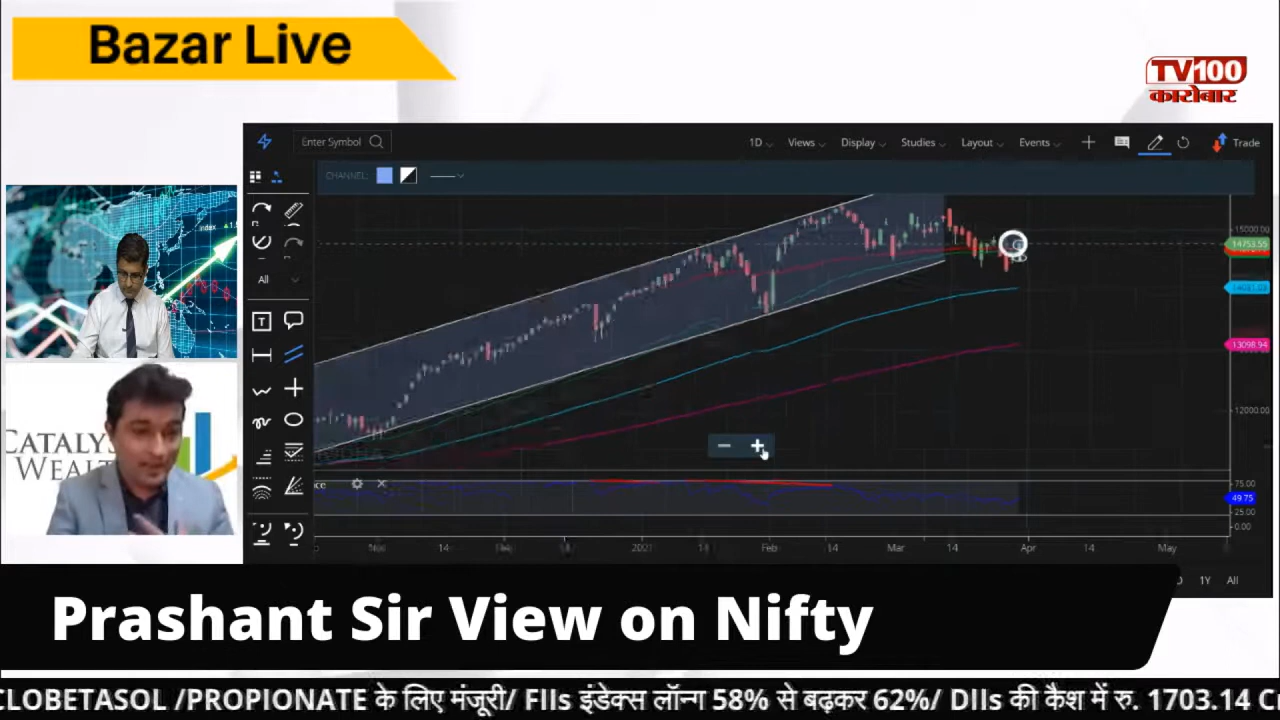 Bazar Live
TV100
कारोबार
Enter Symbol
1D Views Display Studies Layout Events Trade
CHANNEL:
All
T
15000.00
14753.55
13098.94
12000.00
75.00
49.75
25.00
0.00
Nov 14 2021 14 Feb 14 Mar 14 Apr 14 May
1Y All
CATALYS
WEALT
Prashant Sir View on Nifty
CLOBETASOL /PROPIONATE के लिए मंजूरी/ FIIs इंडेक्स लॉन्ग 58% से बढ़कर 62%/ DIIs की कैश में रु. 1703.14 C